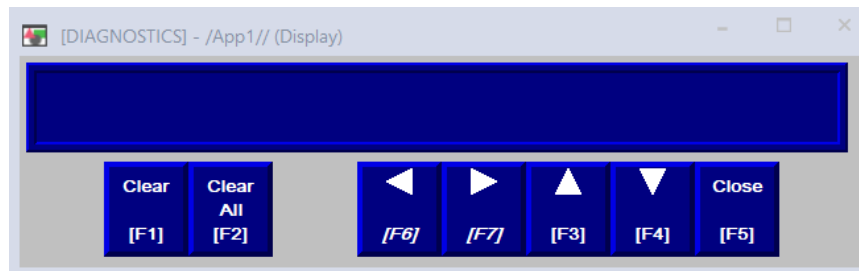 [DIAGNOSTICS] - /App1// (Display)
Clear
[F1]
Clear
All
[F2]
[F6]
[F7]
[F3]
[F4]
Close
[F5]